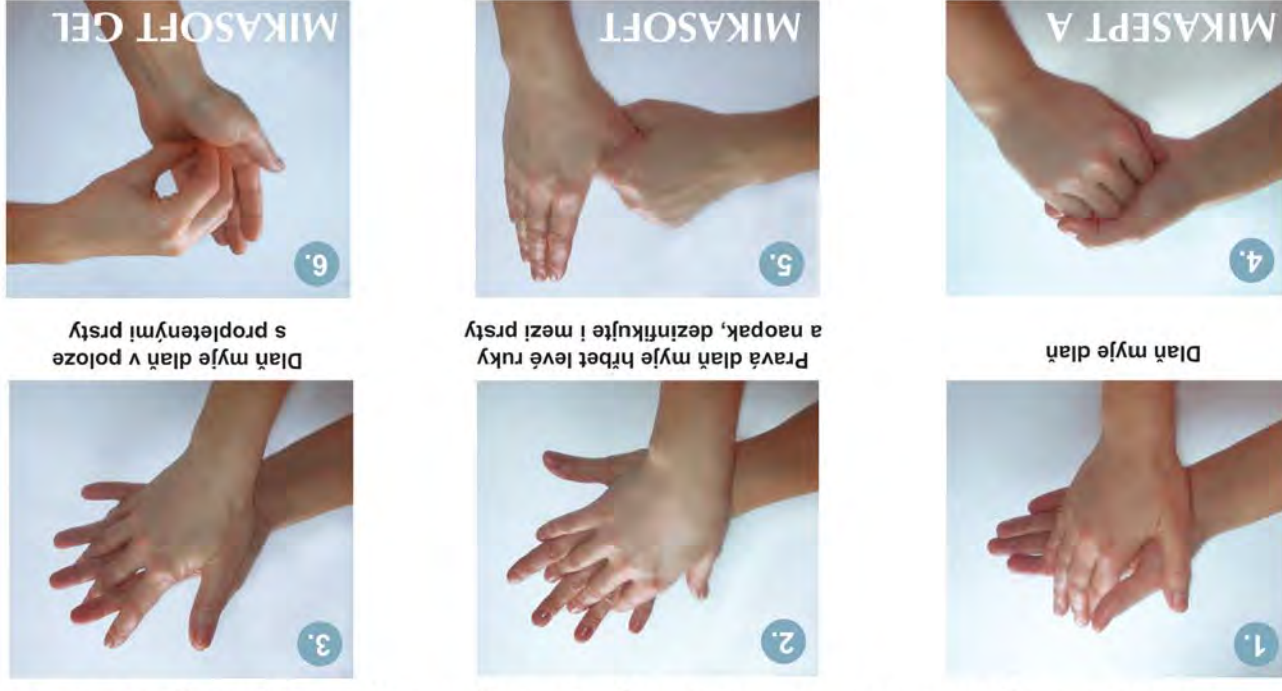 1.
Dlaň myje dlaň
2.
Pravá dlaň myje hřbet levé ruky
a naopak, dezinfikujte i mezi prsty
3.
Dlaň myje dlaň v poloze
s propletenými prsty
4.
MIKASEPT A
5.
MIKASOFT
6.
MIKASOFT GEL